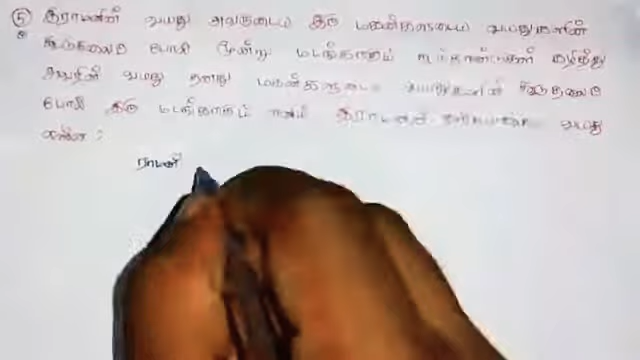 ⑤ இராமனின் வயது அவருடைய இரு மகன்களுடைய வயதுகளின்
கூடுதலை போல் மூன்று மடங்காகும் ஐந்தாண்டுகள் கழித்து
அவரின் வயது தனது மகன்களுடைய வயதுகளின் கூடுதலை
போல் இரு மடங்காகும் எனில் இராமனின் தற்போதைய வயது
என்ன ?
ராமன்